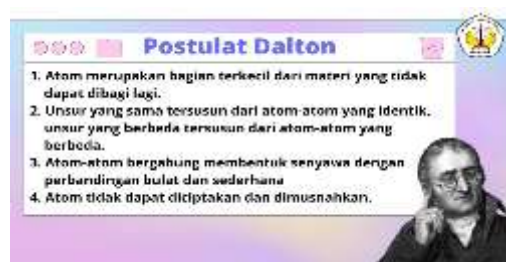 Postulat Dalton
1. Atom merupakan bagian terkecil dari materi yang tidak
dapat dibagi lagi.
2. Unsur yang sama tersusun dari atom-atom yang identik.
unsur yang berbeda tersusun dari atom-atom yang
berbeda.
3. Atom-atom bergabung membentuk senyawa dengan
perbandingan bulat dan sederhana
4. Atom tidak dapat diciptakan dan dimusnahkan.